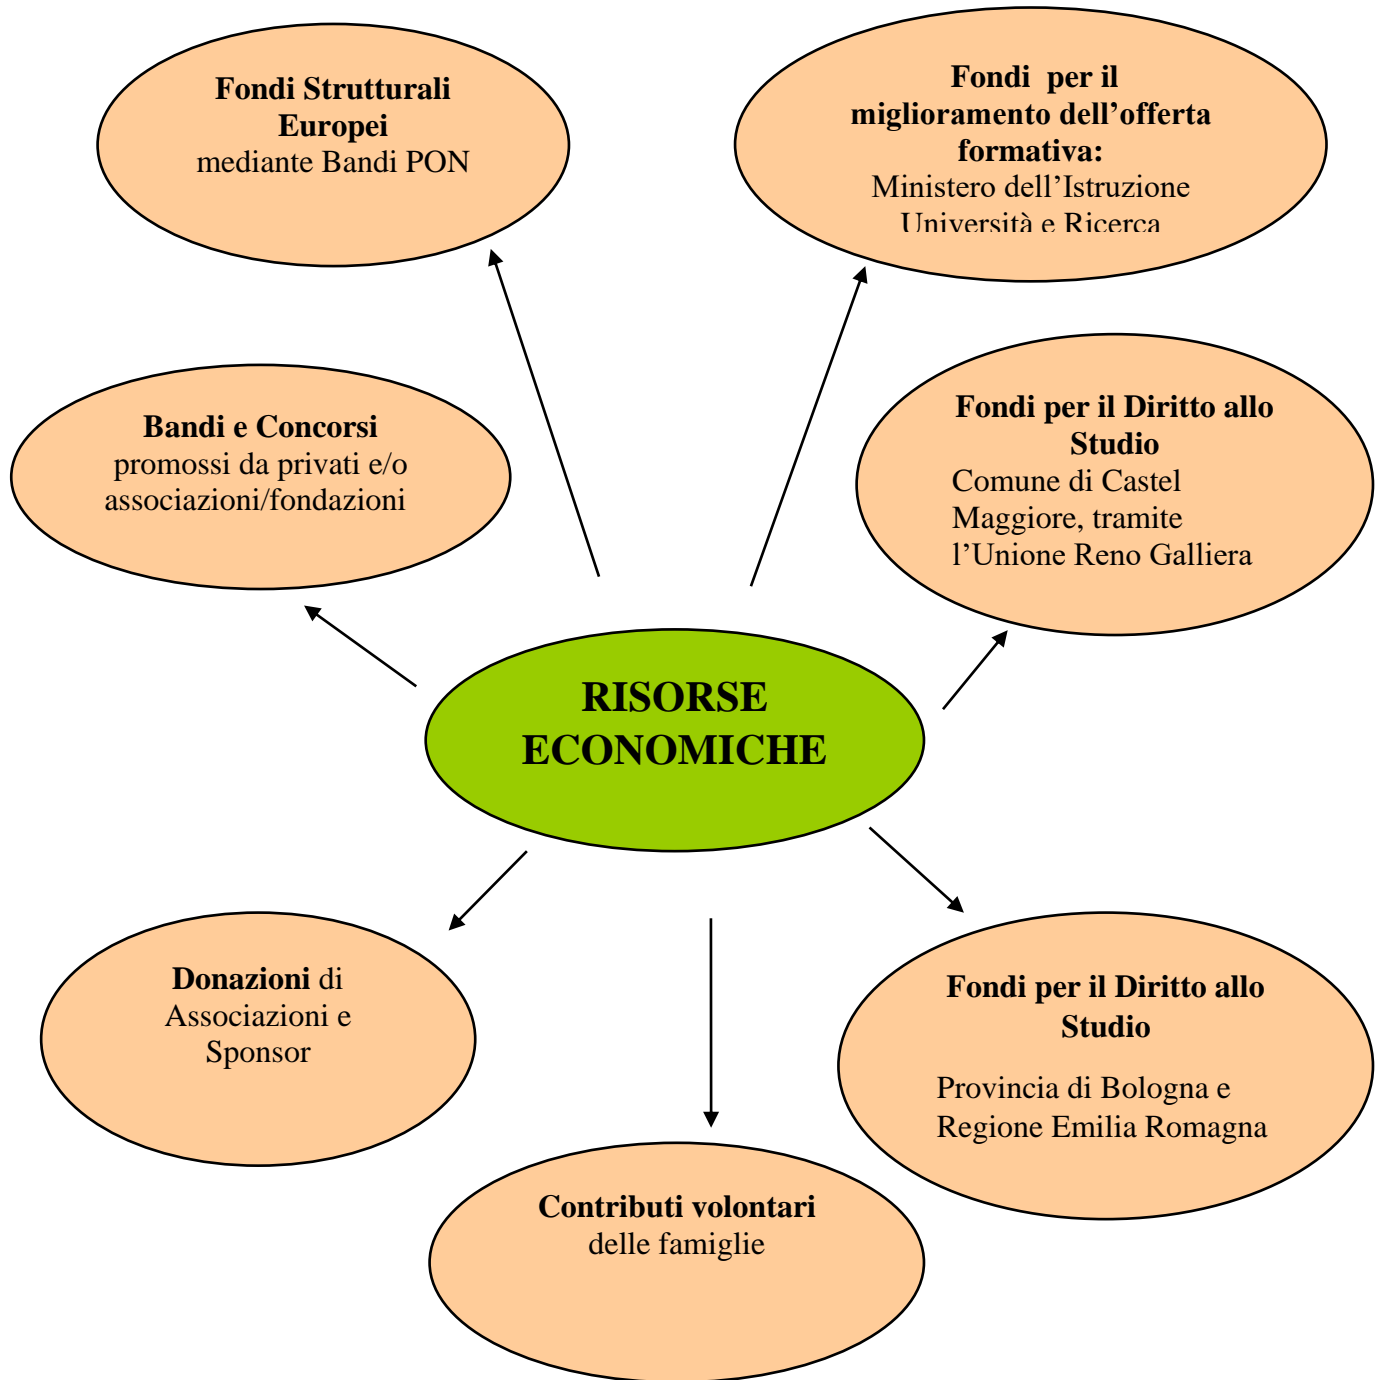 Fondi Strutturali
Europei
mediante Bandi PON
Fondi per il
miglioramento dell’offerta
formativa:
Ministero dell’Istruzione
Università e Ricerca
Bandi e Concorsi
promossi da privati e/o
associazioni/fondazioni
Fondi per il Diritto allo
Studio
Comune di Castel
Maggiore, tramite
l’Unione Reno Galliera
RISORSE
ECONOMICHE
Donazioni di
Associazioni e
Sponsor
Fondi per il Diritto allo
Studio
Provincia di Bologna e
Regione Emilia Romagna
Contributi volontari
delle famiglie